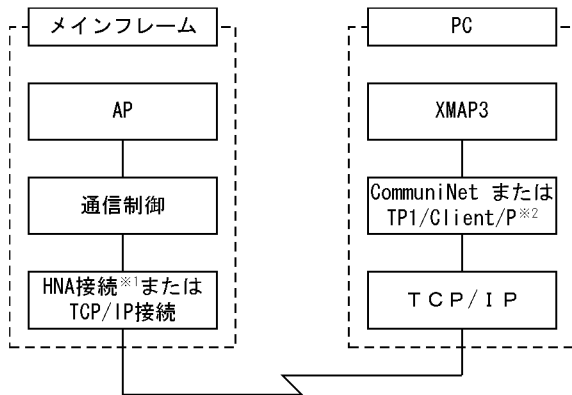 メインフレーム
AP
通信制御
HNA接続※1または
TCP/IP接続
PC
XMAP3
CommuniNet または
TP1/Client/P※2
TCP/IP